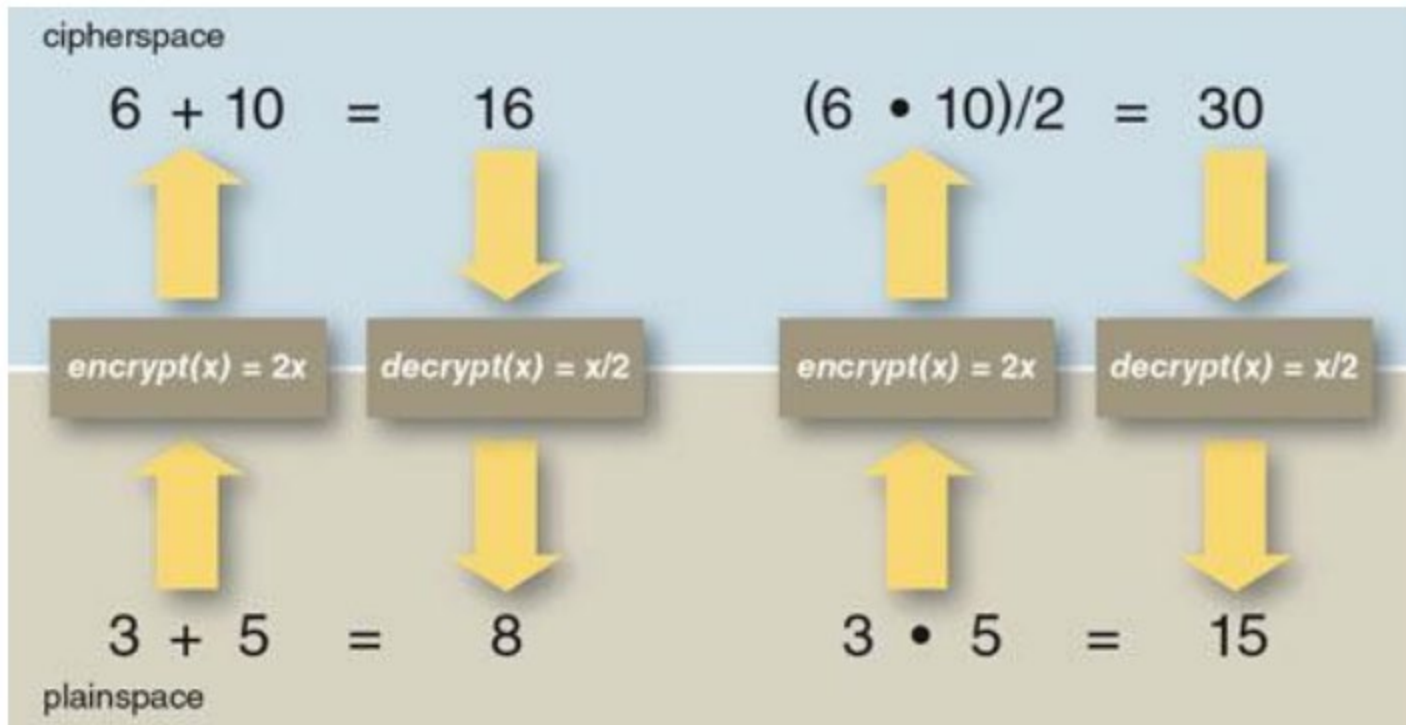 cipherspace
6 + 10 = 16 (6 • 10)/2 = 30
encrypt(x) = 2x decrypt(x) = x/2 encrypt(x) = 2x decrypt(x) = x/2
3 + 5 = 8 3 • 5 = 15
plainspace